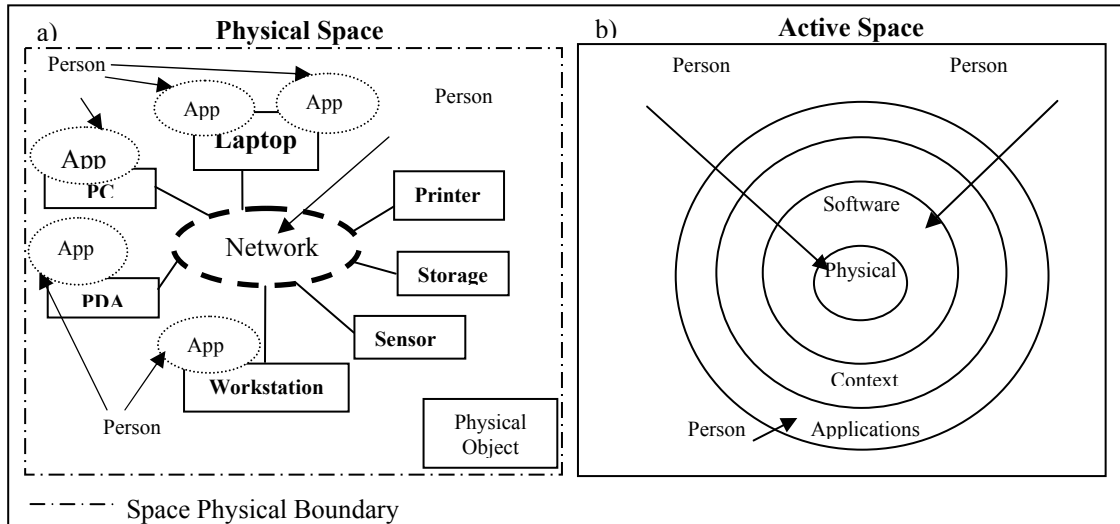 a)
Physical Space
Person
App
App
Person
App
Laptop
PC
Printer
App
Network
Storage
PDA
Sensor
App
Workstation
Person
Physical
Object
Space Physical Boundary
b)
Active Space
Person
Person
Software
Physical
Context
Person
Applications